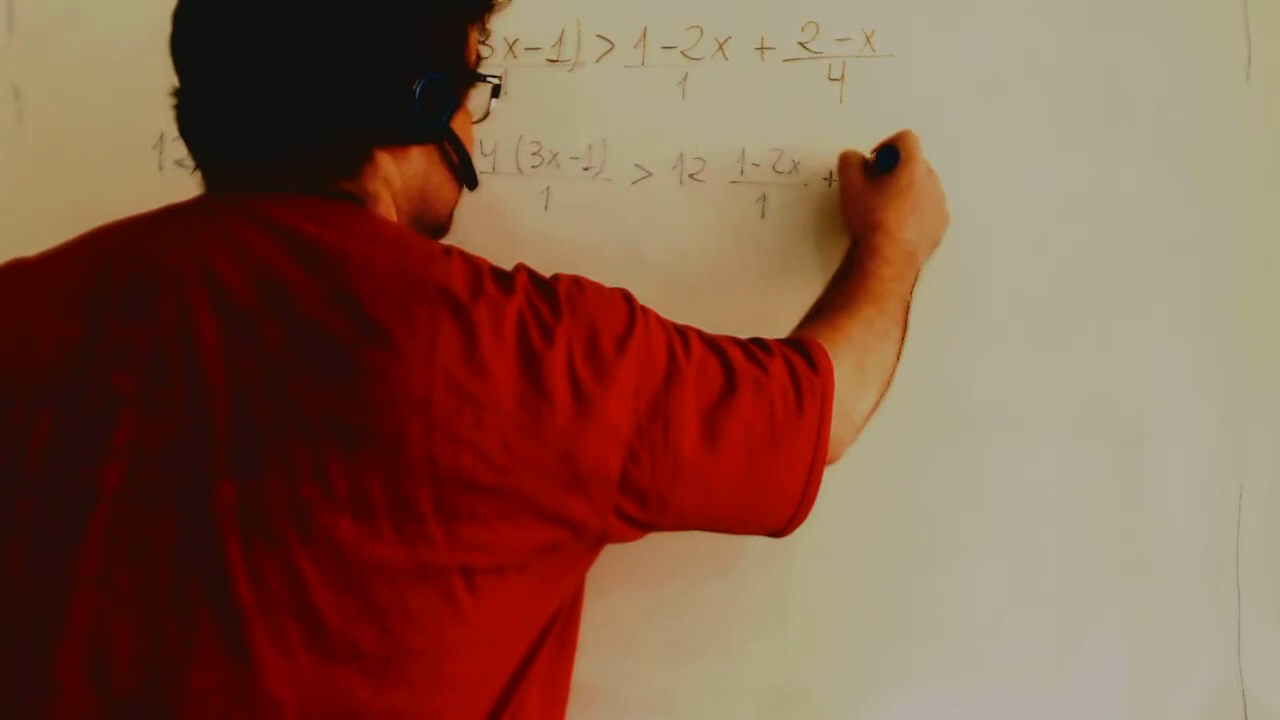 3x-1) > 1-2x/1 + 2-x/4
12 4(3x-1)/1 > 12 1-2x/1 +